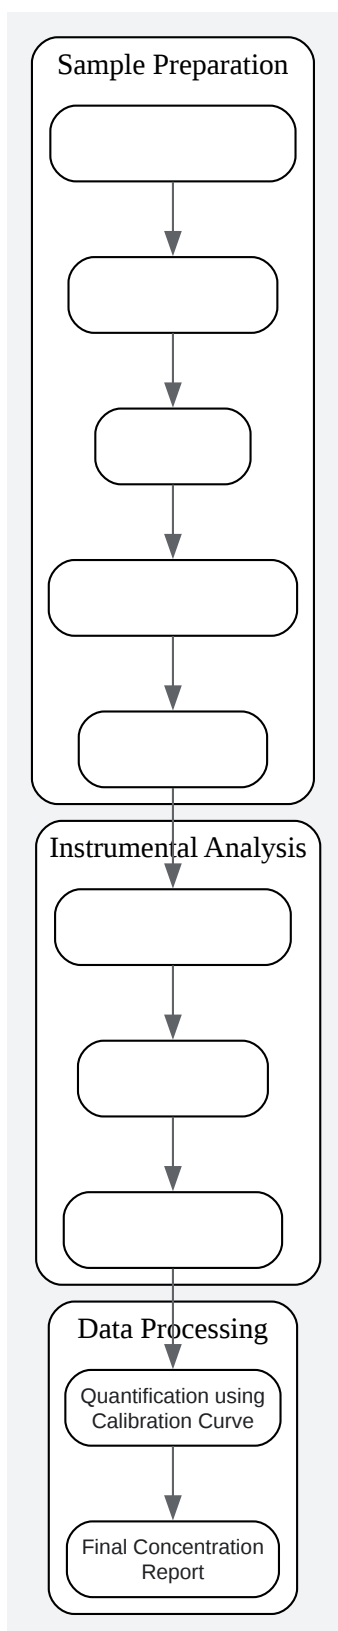 Sample Preparation
Instrumental Analysis
Data Processing
Quantification using
Calibration Curve
Final Concentration
Report